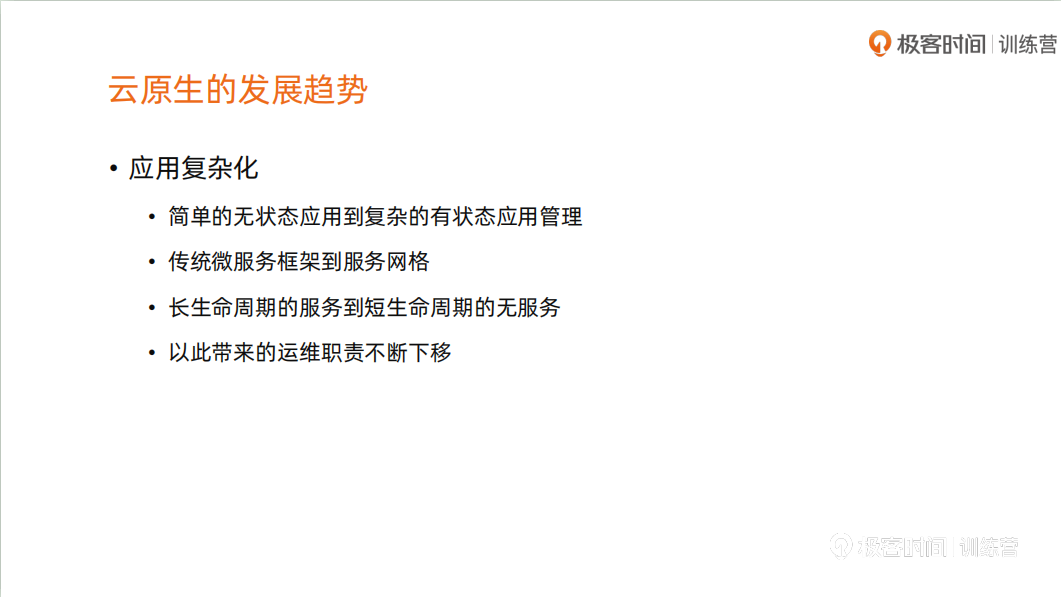 极客时间 | 训练营
云原生的发展趋势
• 应用复杂化
• 简单的无状态应用到复杂的有状态应用管理
• 传统微服务框架到服务网格
• 长生命周期的服务到短生命周期的无服务
• 以此带来的运维职责不断下移
极客时间 | 训练营